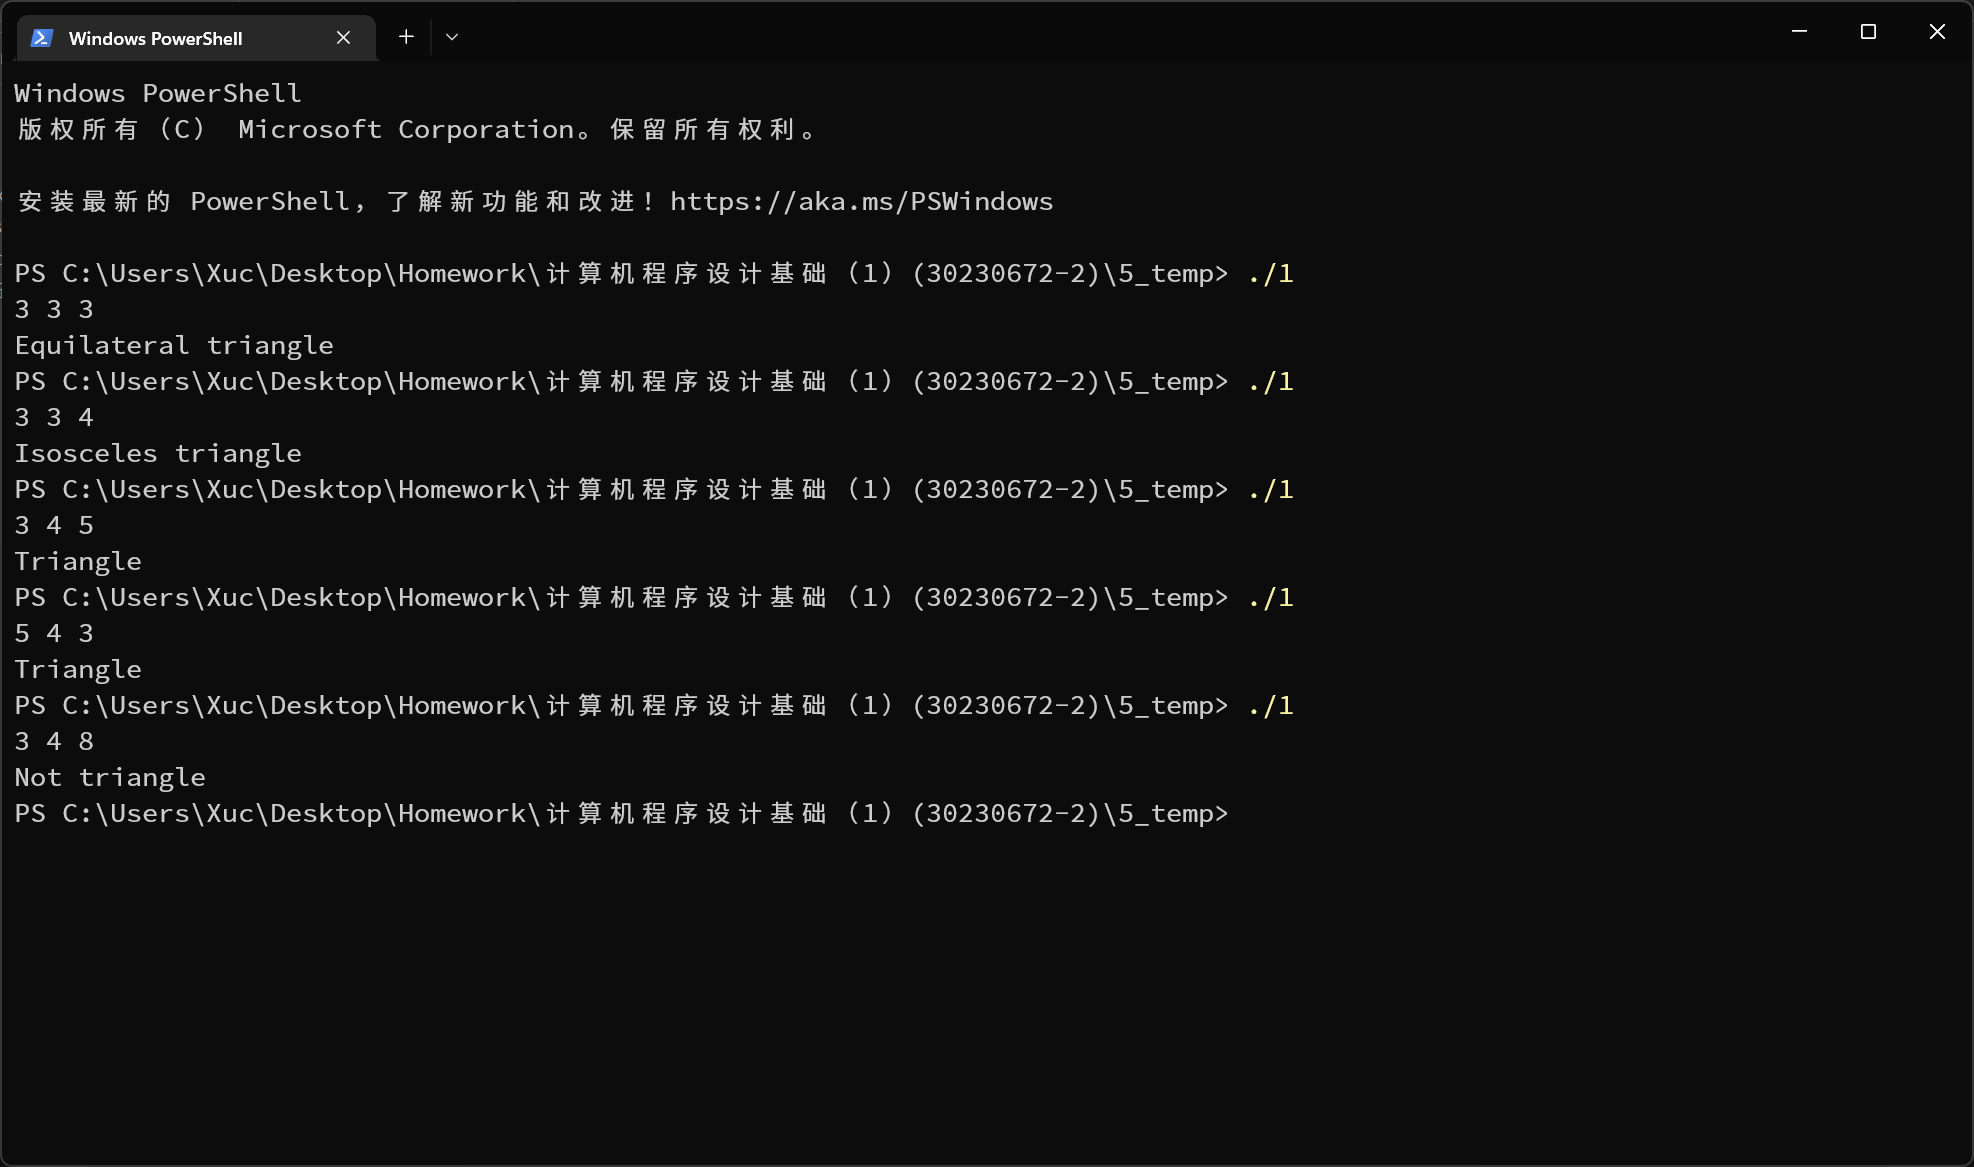 Windows PowerShell
Windows PowerShell
版权所有（C） Microsoft Corporation。保留所有权利。
安装最新的 PowerShell，了解新功能和改进！https://aka.ms/PSWindows
PS C:\Users\Xuc\Desktop\Homework\计算机程序设计基础（1）(30230672-2)\5_temp> ./1
3 3 3
Equilateral triangle
PS C:\Users\Xuc\Desktop\Homework\计算机程序设计基础（1）(30230672-2)\5_temp> ./1
3 3 4
Isosceles triangle
PS C:\Users\Xuc\Desktop\Homework\计算机程序设计基础（1）(30230672-2)\5_temp> ./1
3 4 5
Triangle
PS C:\Users\Xuc\Desktop\Homework\计算机程序设计基础（1）(30230672-2)\5_temp> ./1
5 4 3
Triangle
PS C:\Users\Xuc\Desktop\Homework\计算机程序设计基础（1）(30230672-2)\5_temp> ./1
3 4 8
Not triangle
PS C:\Users\Xuc\Desktop\Homework\计算机程序设计基础（1）(30230672-2)\5_temp>